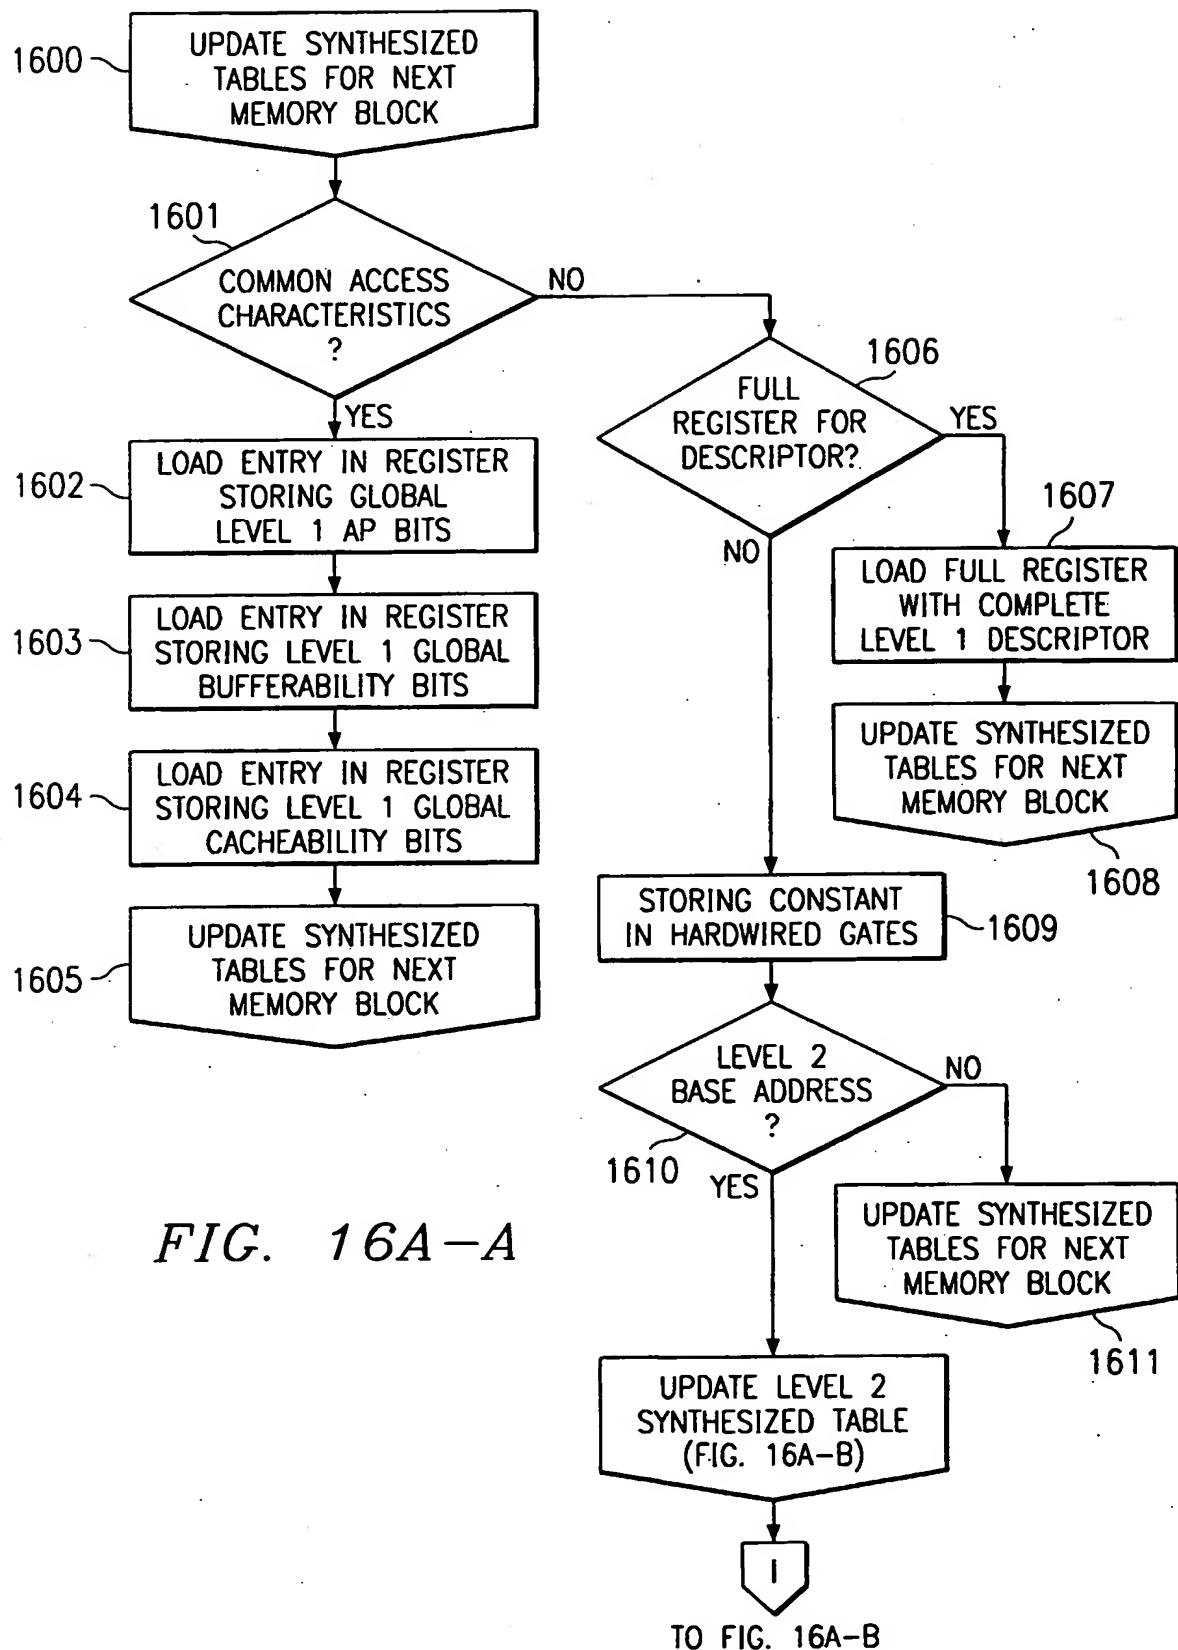 1600
UPDATE SYNTHESIZED
TABLES FOR NEXT
MEMORY BLOCK
1601
COMMON ACCESS
CHARACTERISTICS
?
NO
YES
1602
LOAD ENTRY IN REGISTER
STORING GLOBAL
LEVEL 1 AP BITS
1603
LOAD ENTRY IN REGISTER
STORING LEVEL 1 GLOBAL
BUFFERABILITY BITS
1604
LOAD ENTRY IN REGISTER
STORING LEVEL 1 GLOBAL
CACHEABILITY BITS
1605
UPDATE SYNTHESIZED
TABLES FOR NEXT
MEMORY BLOCK
1606
FULL
REGISTER FOR
DESCRIPTOR?
YES
NO
1607
LOAD FULL REGISTER
WITH COMPLETE
LEVEL 1 DESCRIPTOR
UPDATE SYNTHESIZED
TABLES FOR NEXT
MEMORY BLOCK
1608
STORING CONSTANT
IN HARDWIRED GATES
1609
LEVEL 2
BASE ADDRESS
?
NO
1610
YES
UPDATE SYNTHESIZED
TABLES FOR NEXT
MEMORY BLOCK
1611
UPDATE LEVEL 2
SYNTHESIZED TABLE
(FIG. 16A-B)
I
TO FIG. 16A-B
FIG. 16A-A